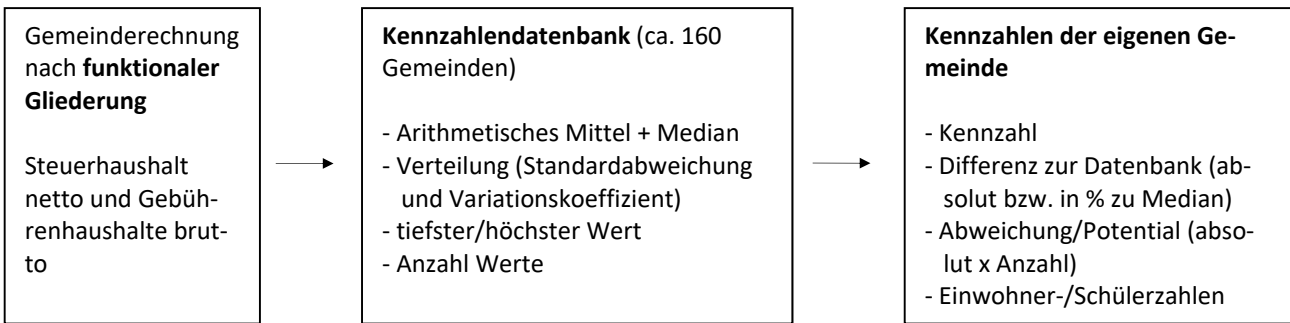 Gemeinderechnung
nach funktionaler
Gliederung
Steuerhaushalt
netto und Gebüh-
renhaushalte brut-
to
Kennzahlendatenbank (ca. 160
Gemeinden)
- Arithmetisches Mittel + Median
- Verteilung (Standardabweichung
und Variationskoeffizient)
- tiefster/höchster Wert
- Anzahl Werte
Kennzahlen der eigenen Ge-
meinde
- Kennzahl
- Differenz zur Datenbank (ab-
solut bzw. in % zu Median)
- Abweichung/Potential (abso-
lut x Anzahl)
- Einwohner-/Schülerzahlen